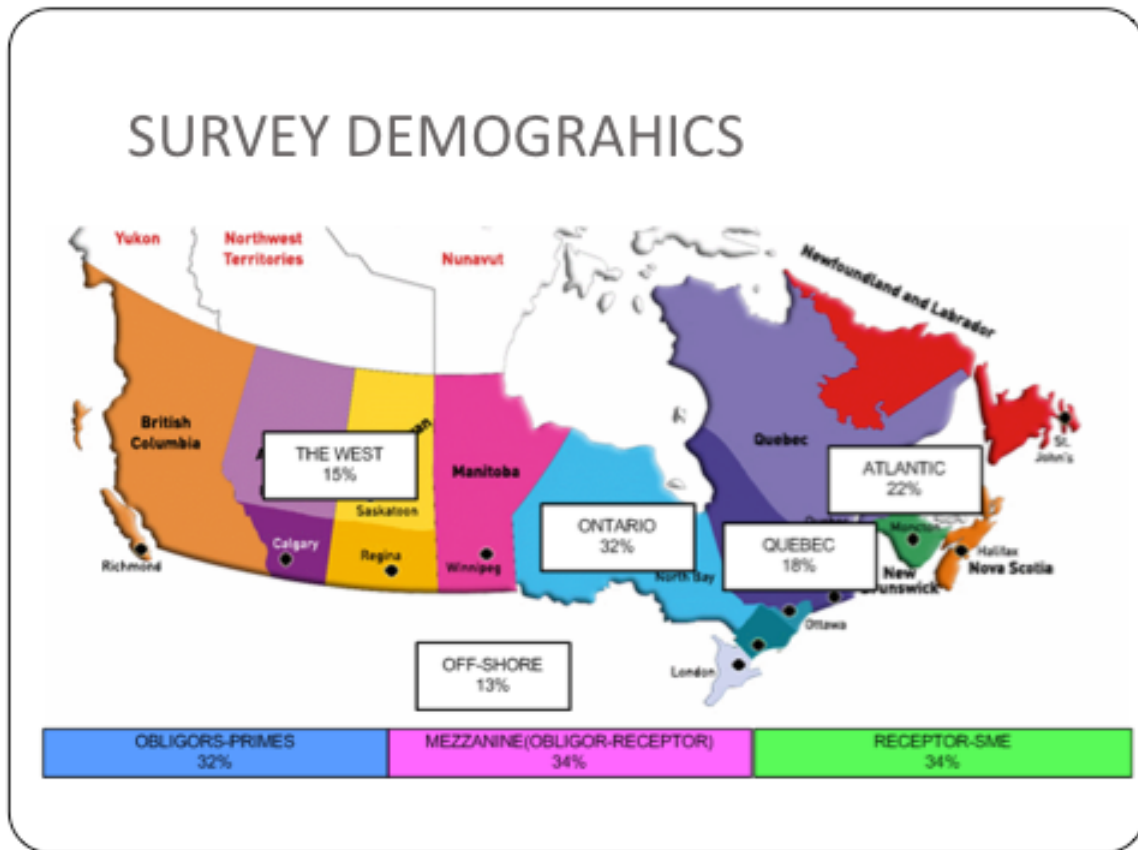 SURVEY DEMOGRAHICS
Yukon
Northwest
Territories
Nunavut
Newfoundland and Labrador
British
Columbia
THE WEST
15%
Manitoba
Quebec
ATLANTIC
22%
St.
John's
Saskatoon
ONTARIO
32%
QUEBEC
18%
Moncton
Halifax
Nova Scotia
Calgary
Regina
Winnipeg
Richmond
North Bay
New
Brunswick
Ottawa
London
OFF-SHORE
13%
OBLIGORS-PRIMES
32%
MEZZANINE(OBLIGOR-RECEPTOR)
34%
RECEPTOR-SME
34%